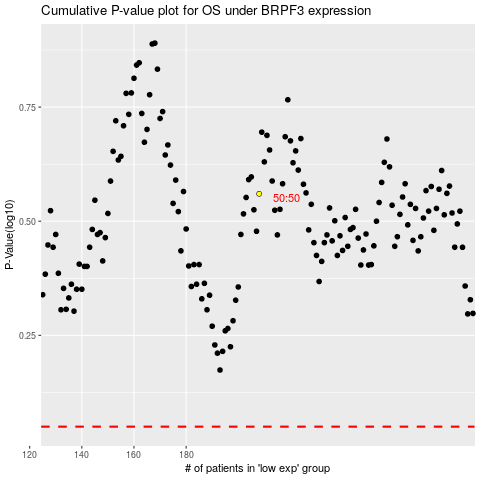 Cumulative P-value plot for OS under BRPF3 expression
P-Value(log10)
0.75
0.50
0.25
50:50
120 140 160 180
# of patients in 'low exp' group